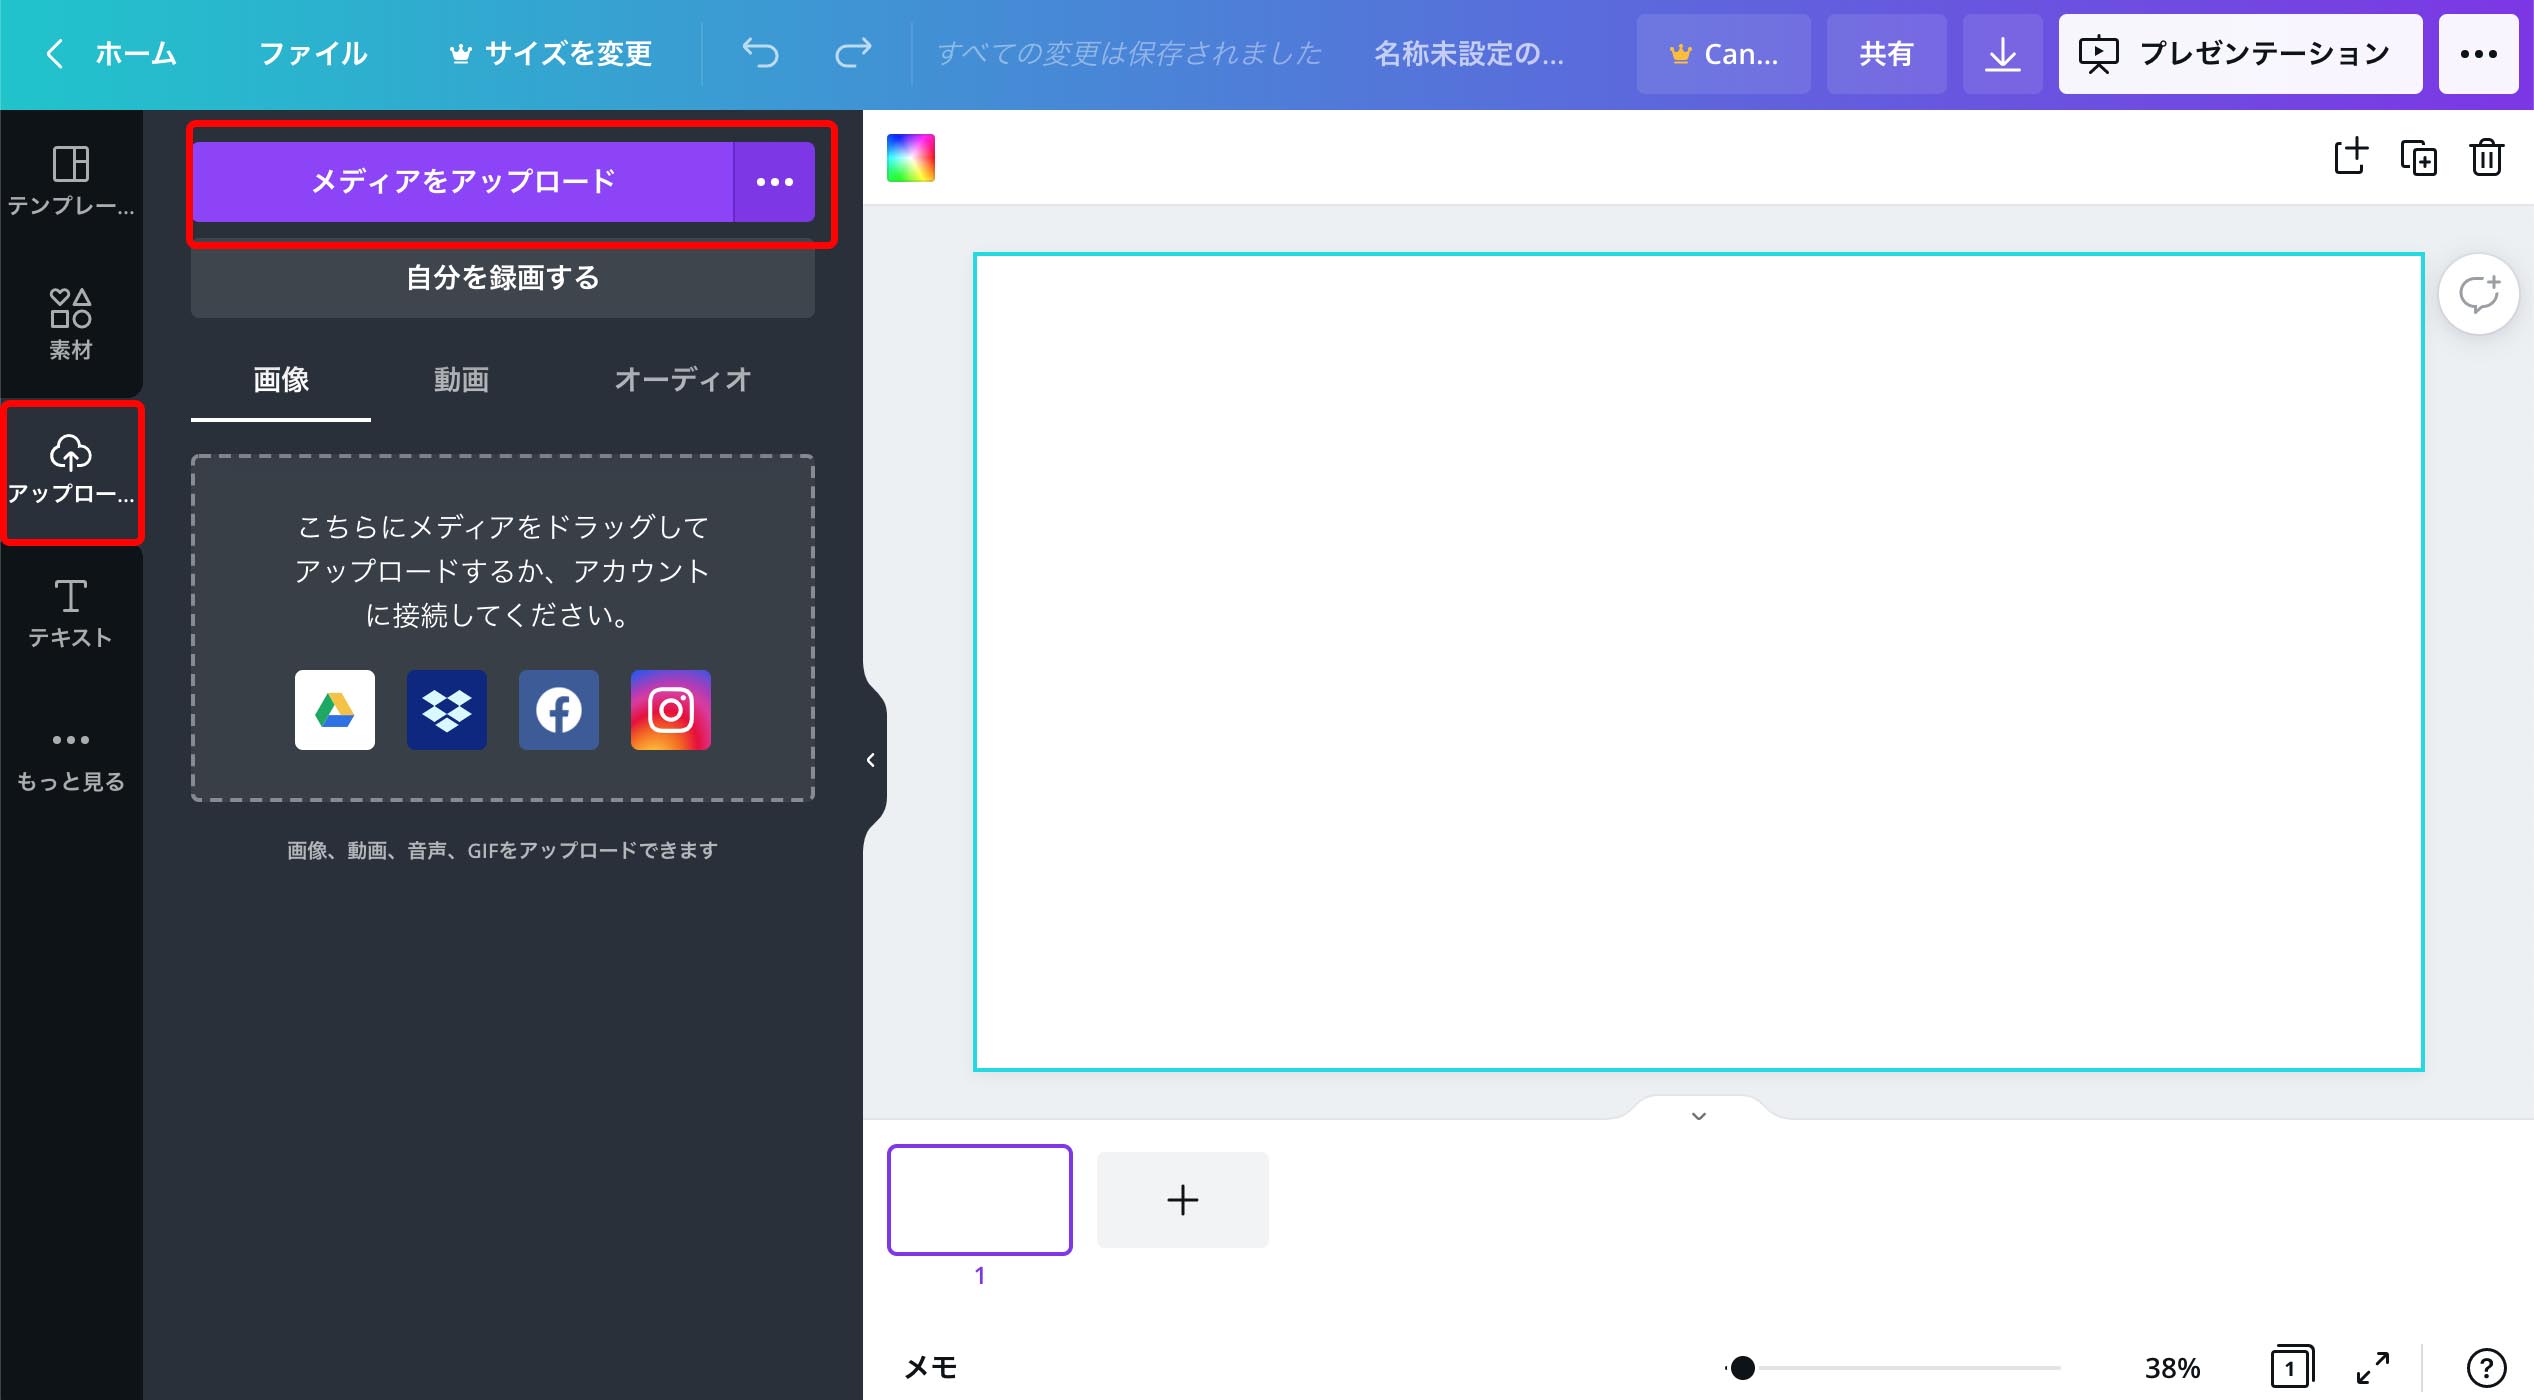 ホーム
ファイル
サイズを変更
すべての変更は保存されました
名称未設定の...
Can...
共有
プレゼンテーション
テンプレー...
素材
アップロー...
テキスト
もっと見る
メディアをアップロード
自分を録画する
画像
動画
オーディオ
こちらにメディアをドラッグして
アップロードするか、アカウント
に接続してください。
画像、動画、音声、GIFをアップロードできます
1
メモ
38%
1
?